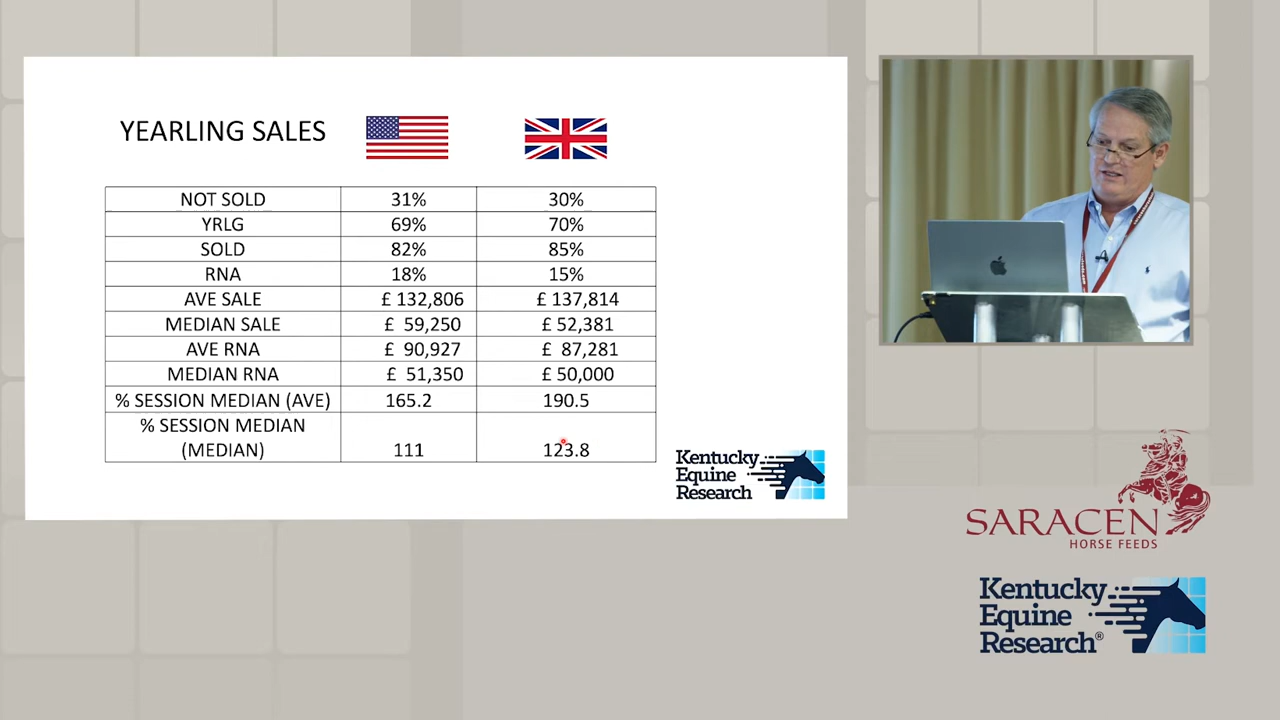 YEARLING SALES
NOT SOLD 31% 30%
YRLG 69% 70%
SOLD 82% 85%
RNA 18% 15%
AVE SALE £ 132,806 £ 137,814
MEDIAN SALE £ 59,250 £ 52,381
AVE RNA £ 90,927 £ 87,281
MEDIAN RNA £ 51,350 £ 50,000
% SESSION MEDIAN (AVE) 165.2 190.5
% SESSION MEDIAN
(MEDIAN) 111 123.8
Kentucky
Equine
Research
SARACEN
HORSE FEEDS
Kentucky
Equine
Research®